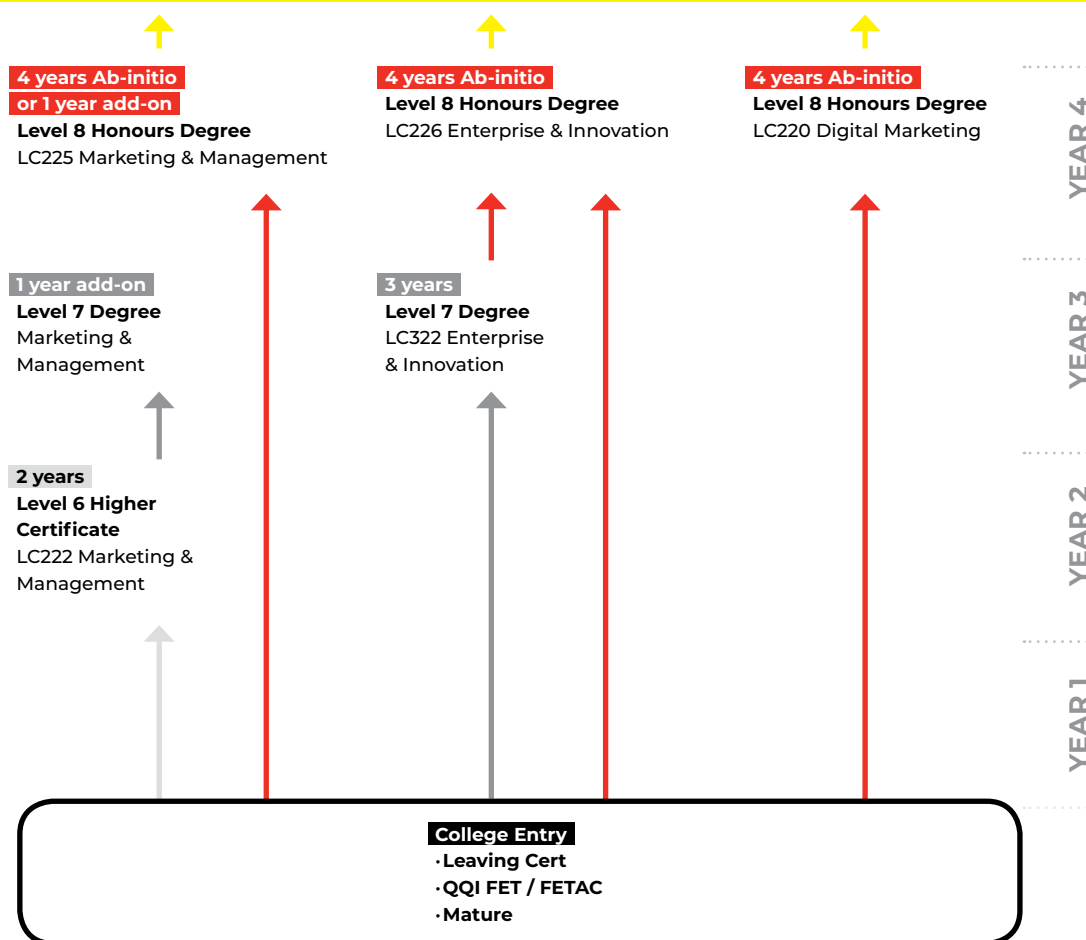 4 years Ab-initio
or 1 year add-on
Level 8 Honours Degree
LC225 Marketing & Management
4 years Ab-initio
Level 8 Honours Degree
LC226 Enterprise & Innovation
4 years Ab-initio
Level 8 Honours Degree
LC220 Digital Marketing
YEAR 4
1 year add-on
Level 7 Degree
Marketing &
Management
3 years
Level 7 Degree
LC322 Enterprise
& Innovation
YEAR 3
2 years
Level 6 Higher
Certificate
LC222 Marketing &
Management
YEAR 2
YEAR 1
College Entry
·Leaving Cert
·QQI FET / FETAC
·Mature